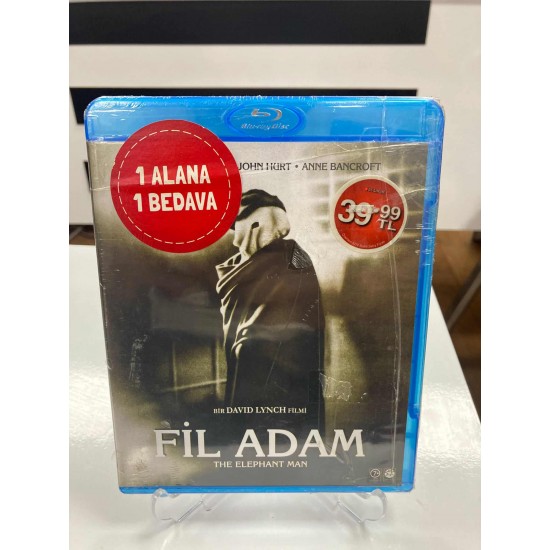 Blu-ray Disc
JOHN HURT • ANNE BANCROFT
1 ALANA
1 BEDAVA
39.99
TL
BİR DAVID LYNCH FİLMİ
FİL ADAM
THE ELEPHANT MAN